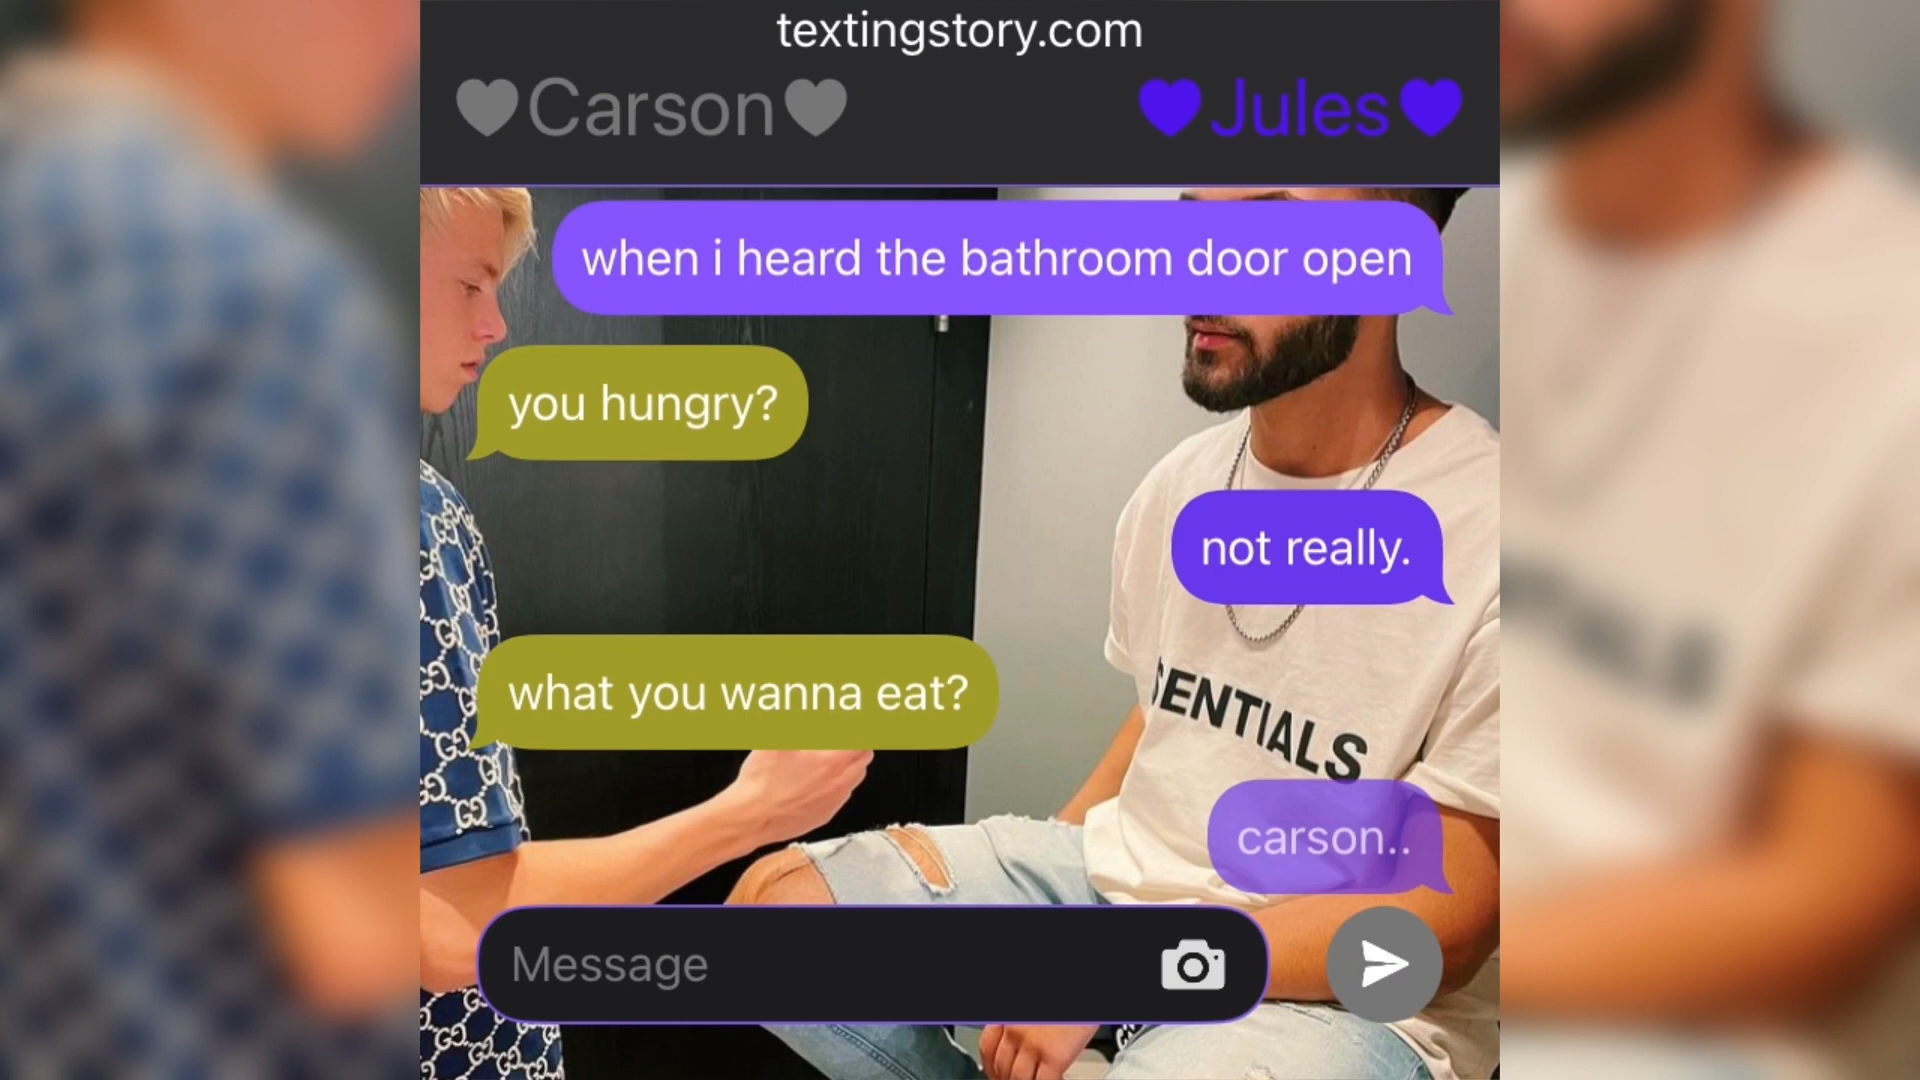 textingstory.com
🩶Carson🩶 💜Jules💜
when i heard the bathroom door open
you hungry?
not really.
SENTIALS
what you wanna eat?
carson..
Message